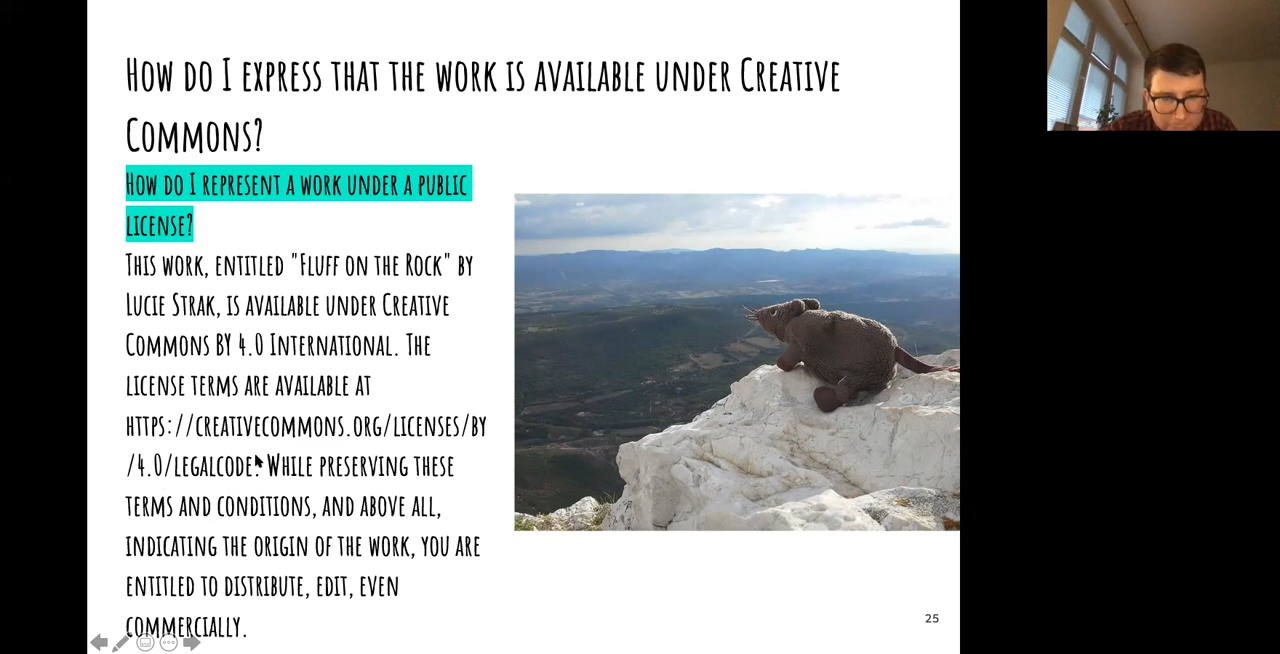 How do I express that the work is available under Creative
Commons?
How do I represent a work under a public
license?
This work, entitled "Fluff on the Rock" by
Lucie Strak, is available under Creative
Commons BY 4.0 International. The
license terms are available at
https://creativecommons.org/licenses/by
/4.0/legalcode. While preserving these
terms and conditions, and above all,
indicating the origin of the work, you are
entitled to distribute, edit, even
commercially.
25